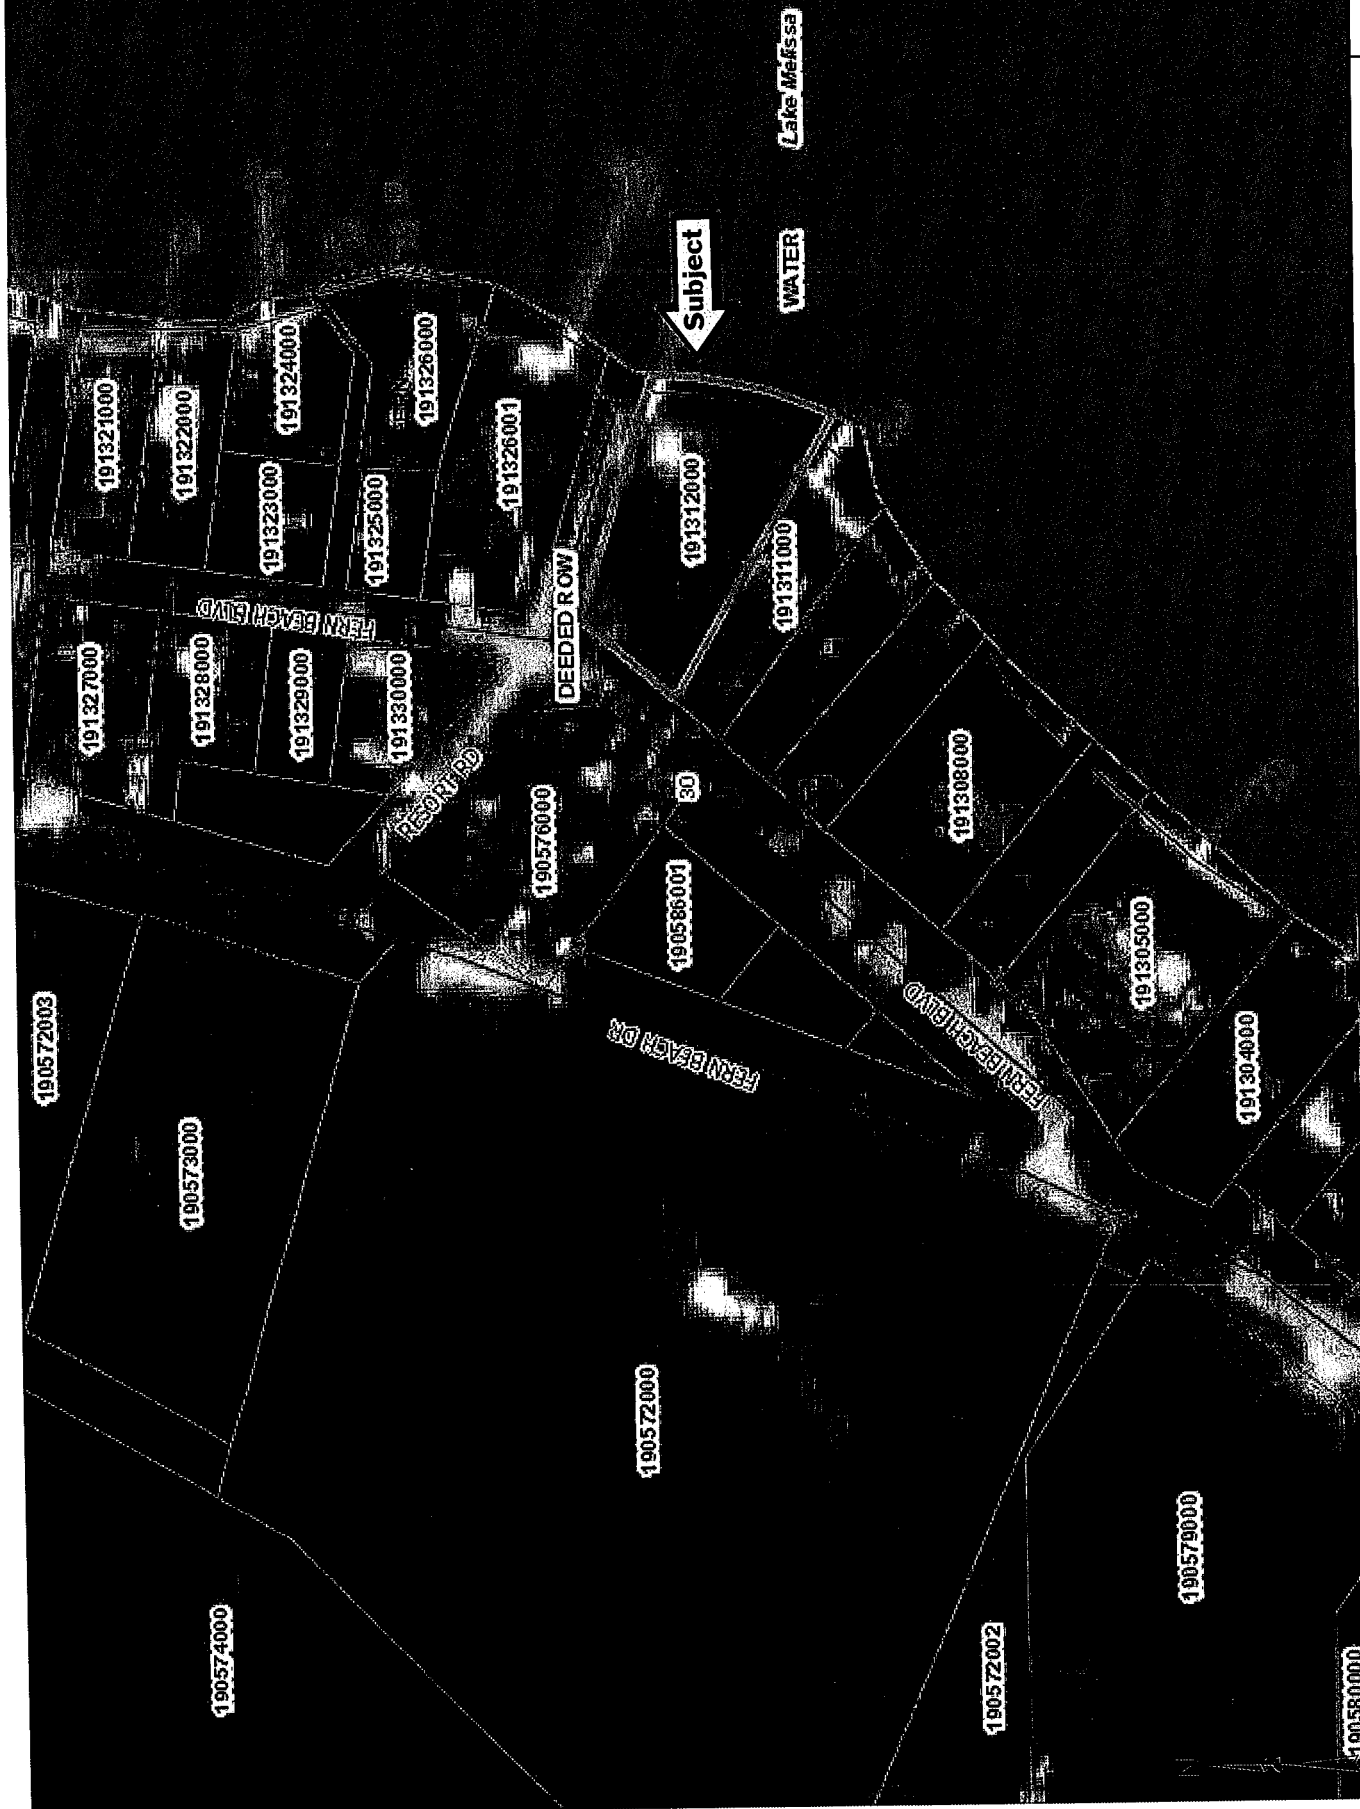 190574000
190573000
190572003
191327000
191321000
191328000
191322000
191329000
191323000
191324000
FERN BEACH BLVD
191330000
191325000
191326000
RESORT RD
191326001
190576000
DEEDED ROW
190572000
190586001
30
191312000
Subject
FERN BEACH DR
191311000
WATER
Lake Melissa
FERN BEACH BLVD
191308000
190572002
191305000
190579000
191304000
190580000
N